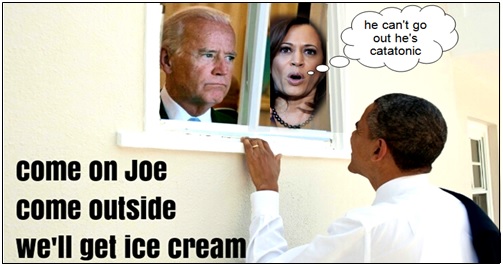 he can't go
out he's
catatonic
come on Joe
come outside
we'll get ice cream